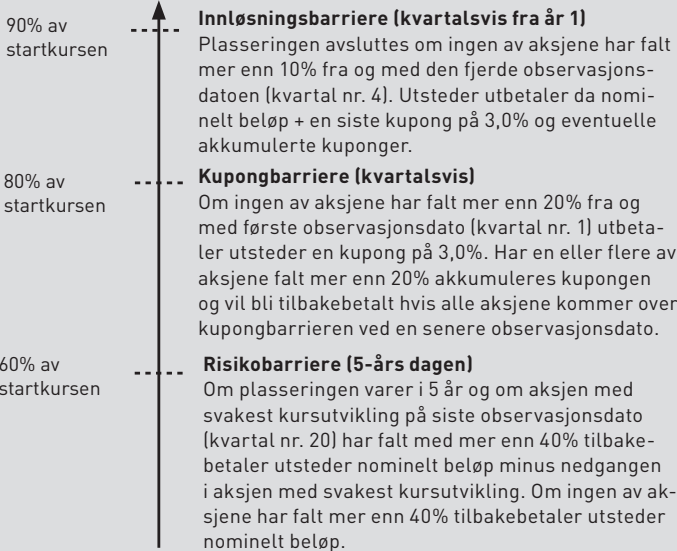 90% av
startkursen
Innløsningsbarriere (kvartalsvis fra år 1)
Plasseringen avsluttes om ingen av aksjene har falt
mer enn 10% fra og med den fjerde observasjons-
datoen (kvartal nr. 4). Utsteder utbetaler da nomi-
nelt beløp + en siste kupong på 3,0% og eventuelle
akkumulerte kuponger.
80% av
startkursen
Kupongbarriere (kvartalsvis)
Om ingen av aksjene har falt mer enn 20% fra og
med første observasjonsdato (kvartal nr. 1) utbeta-
ler utsteder en kupong på 3,0%. Har en eller flere av
aksjene falt mer enn 20% akkumuleres kupongen
og vil bli tilbakebetalt hvis alle aksjene kommer over
kupongbarrieren ved en senere observasjonsdato.
60% av
startkursen
Risikobarriere (5-års dagen)
Om plasseringen varer i 5 år og om aksjen med
svakest kursutvikling på siste observasjonsdato
(kvartal nr. 20) har falt med mer enn 40% tilbake-
betaler utsteder nominelt beløp minus nedgangen
i aksjen med svakest kursutvikling. Om ingen av ak-
sjene har falt mer enn 40% tilbakebetaler utsteder
nominelt beløp.